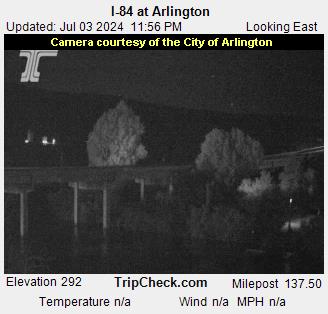 I-84 at Arlington
Updated: Jul 03 2024 11:56 PM Looking East
Camera courtesy of the City of Arlington
Elevation 292 TripCheck.com Milepost 137.50
Temperature n/a Wind n/a MPH n/a